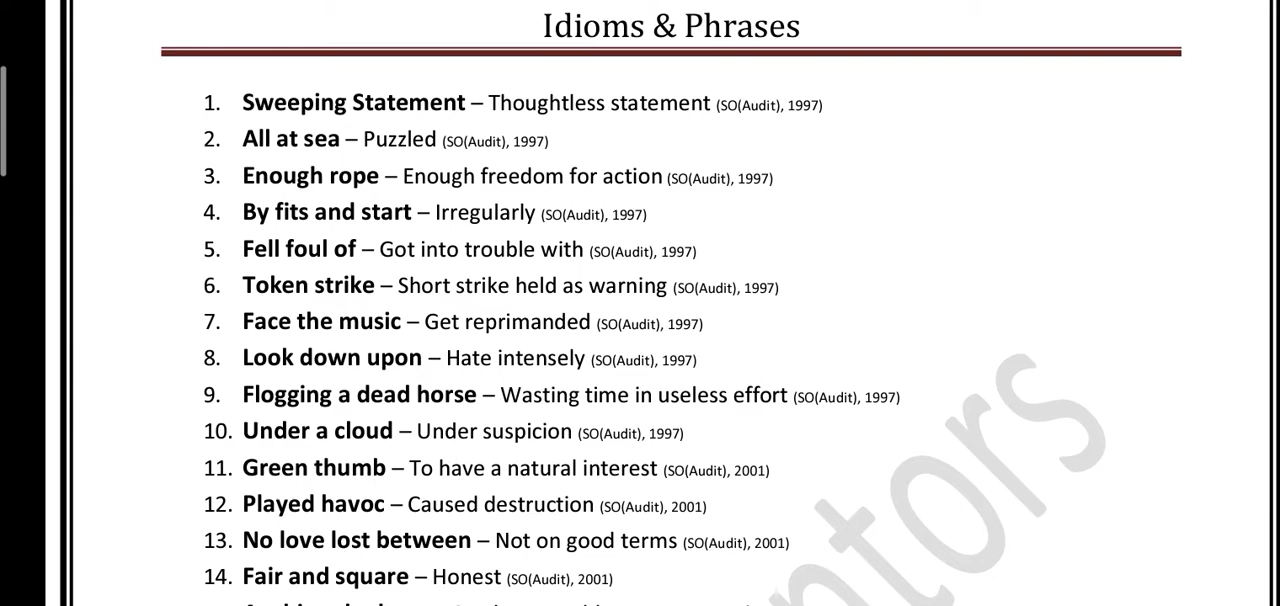 Idioms & Phrases
1. Sweeping Statement – Thoughtless statement (SO(Audit), 1997)
2. All at sea – Puzzled (SO(Audit), 1997)
3. Enough rope – Enough freedom for action (SO(Audit), 1997)
4. By fits and start – Irregularly (SO(Audit), 1997)
5. Fell foul of – Got into trouble with (SO(Audit), 1997)
6. Token strike – Short strike held as warning (SO(Audit), 1997)
7. Face the music – Get reprimanded (SO(Audit), 1997)
8. Look down upon – Hate intensely (SO(Audit), 1997)
9. Flogging a dead horse – Wasting time in useless effort (SO(Audit), 1997)
10. Under a cloud – Under suspicion (SO(Audit), 1997)
11. Green thumb – To have a natural interest (SO(Audit), 2001)
12. Played havoc – Caused destruction (SO(Audit), 2001)
13. No love lost between – Not on good terms (SO(Audit), 2001)
14. Fair and square – Honest (SO(Audit), 2001)